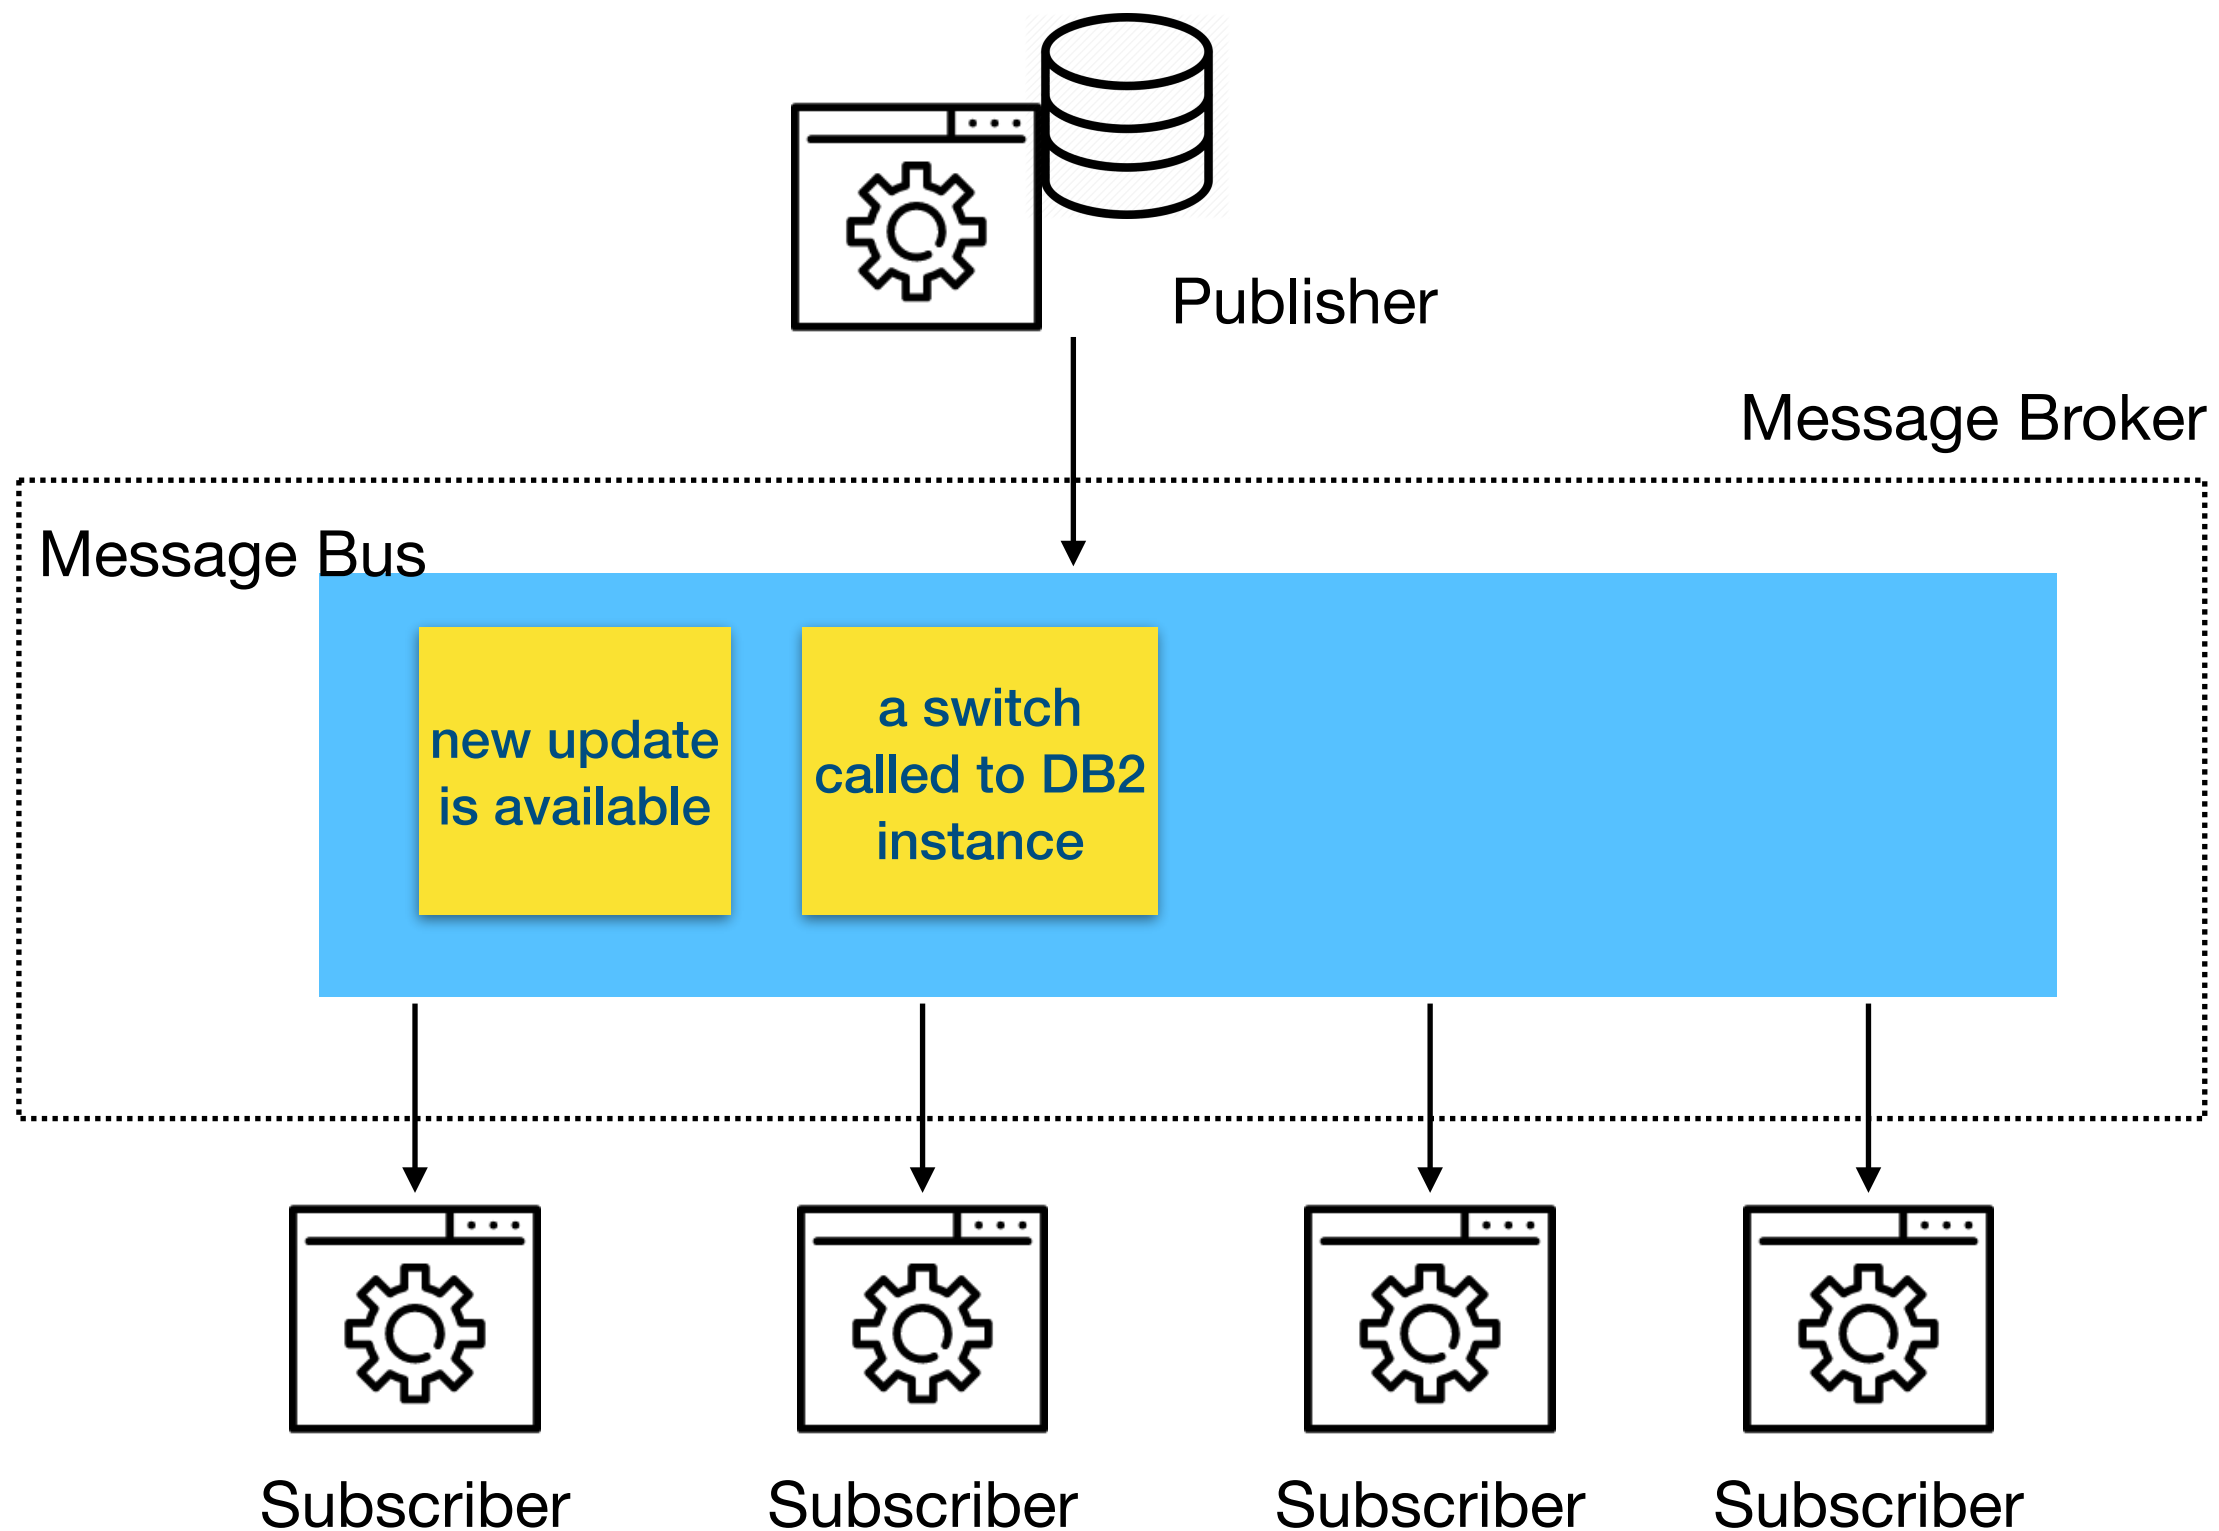 Publisher
Message Broker
Message Bus
new update
is available
a switch
called to DB2
instance
Subscriber
Subscriber
Subscriber
Subscriber